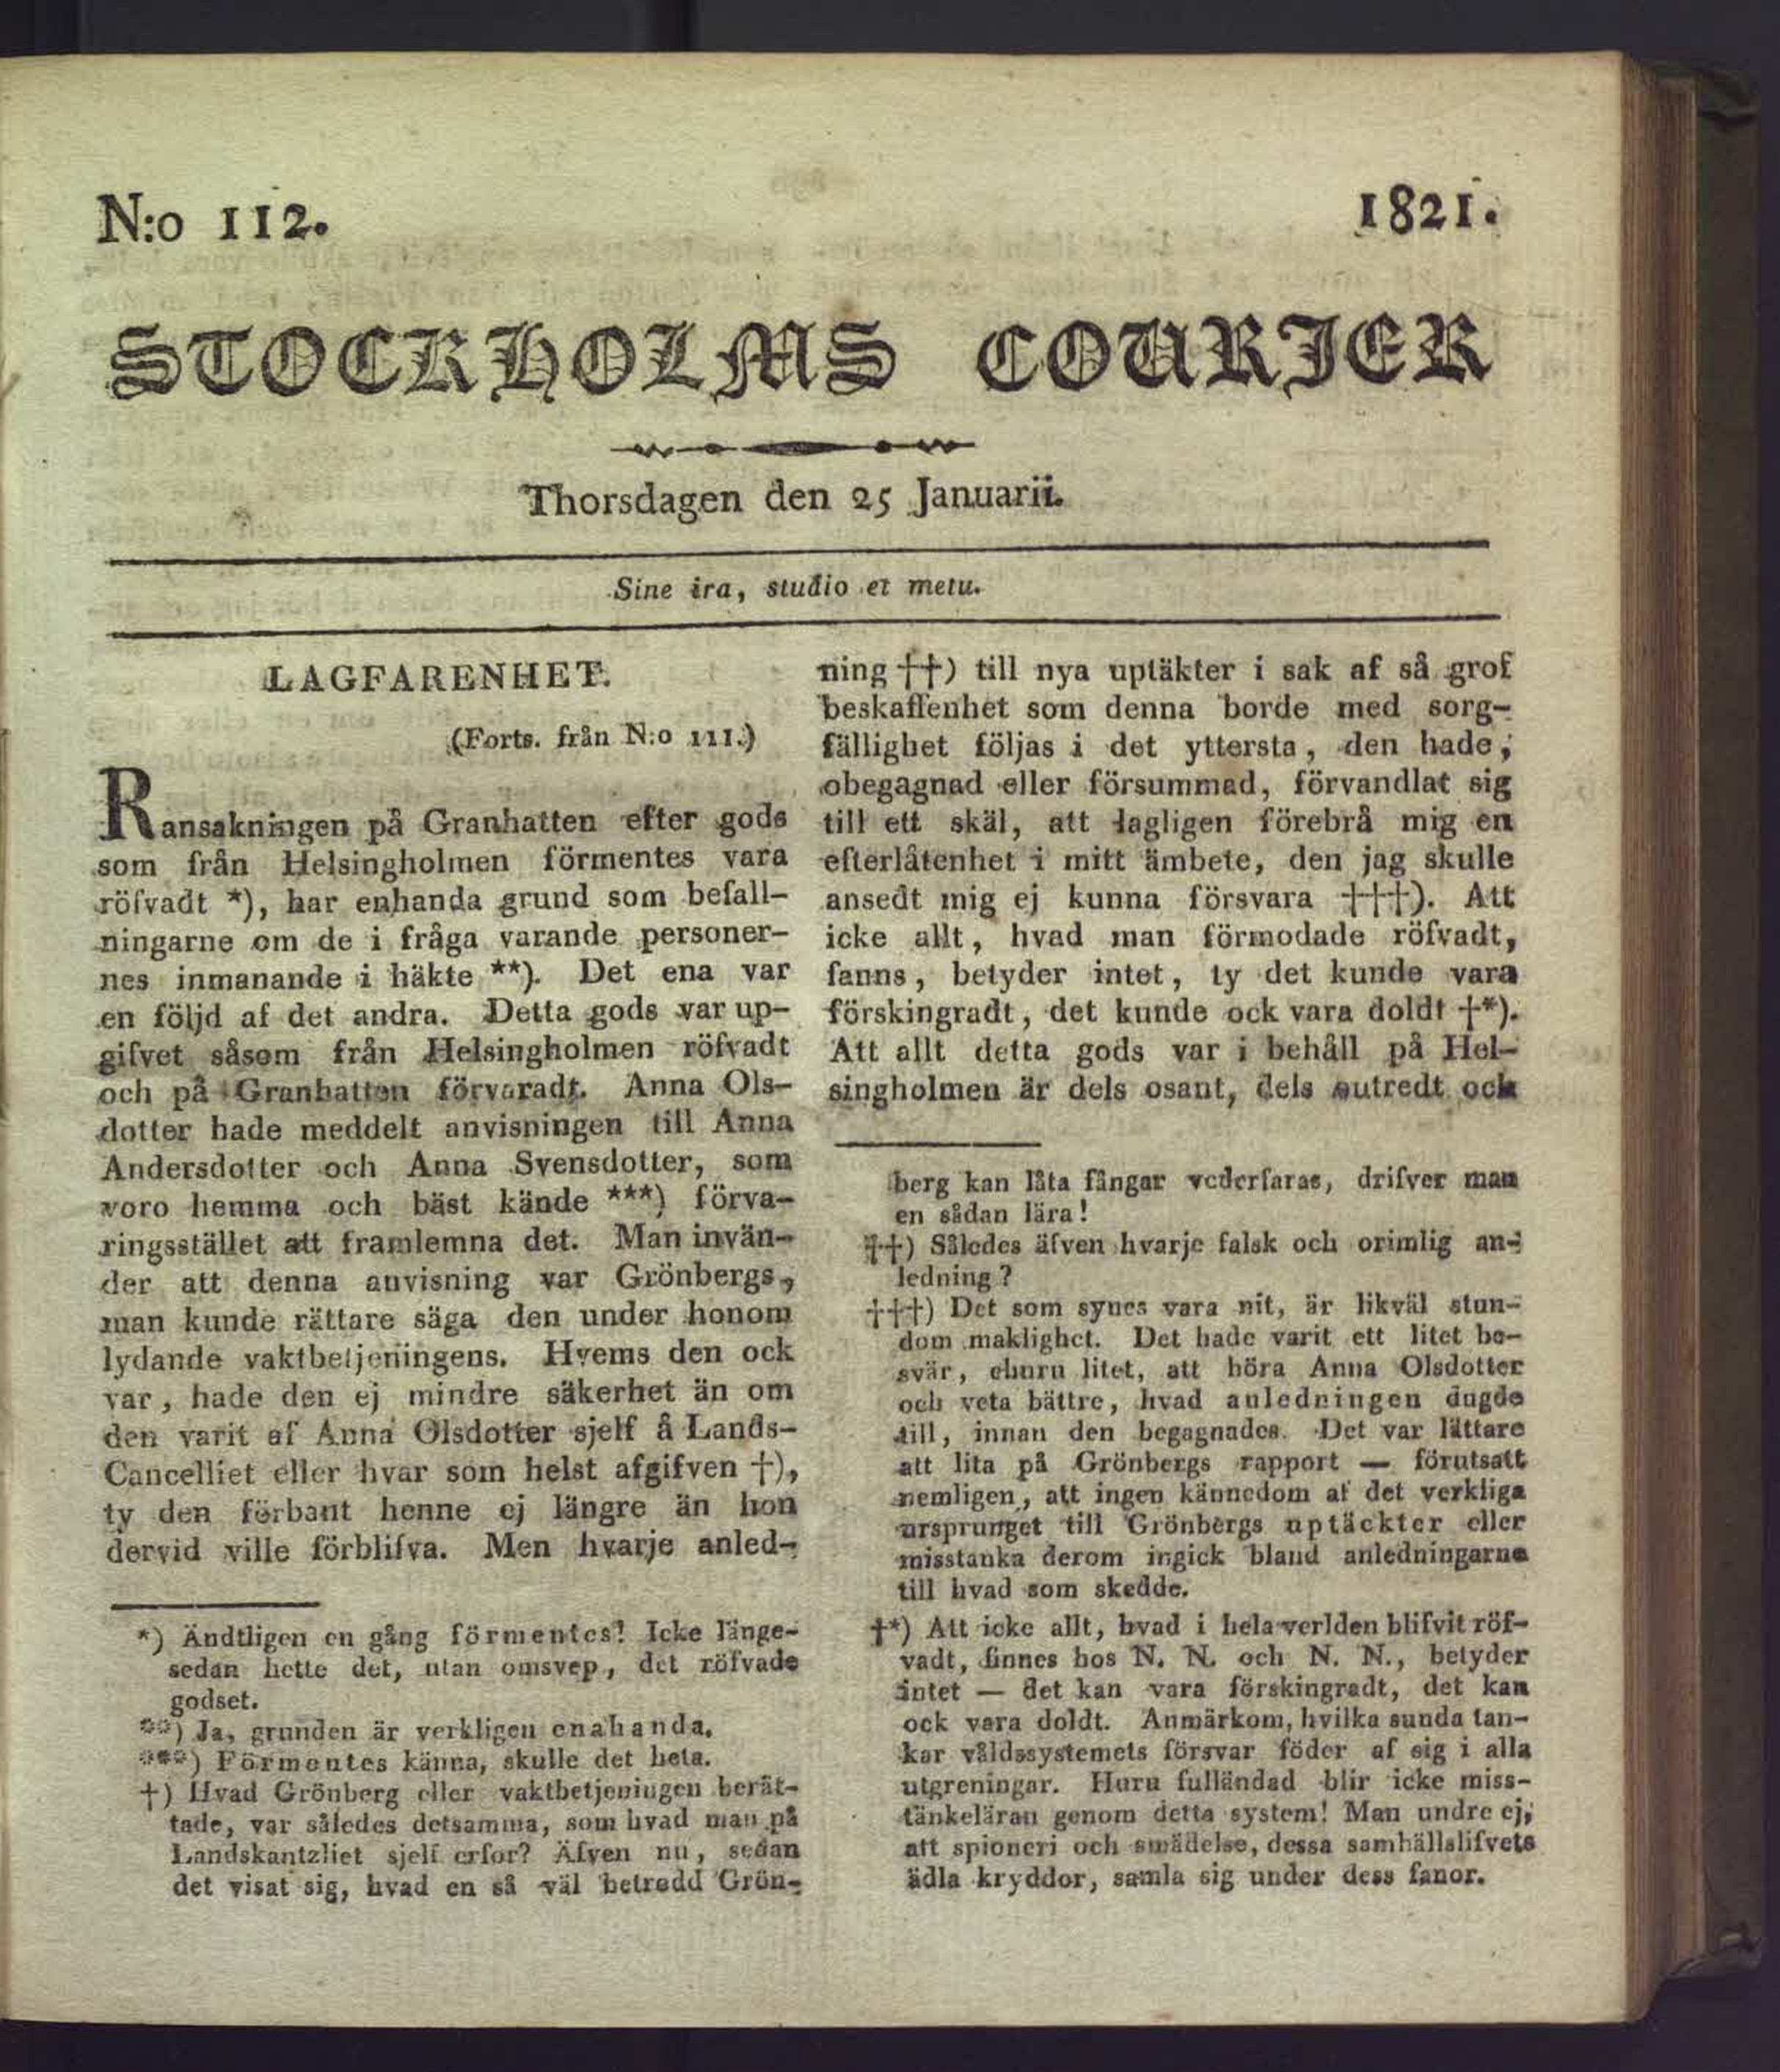 N:o 112.
1821.
STOCKHOLMS COURIER
Thorsdagen den 25 Januarii.
Sine ira, studio et metu.
LAGFARENHET.
(Forts. från N:o 111.)
Ransakningen på Granhatten efter gods
som från Helsingholmen förmentes vara
röfvadt *), har enhanda grund som befall-
ningarne om de i fråga varande personer-
nes inmanande i häkte **). Det ena var
en följd af det andra. Detta gods var up-
gifvet såsom från Helsingholmen röfvadt
och på Granhatten förvaradt. Anna Ols-
dotter hade meddelt anvisningen till Anna
Andersdotter och Anna Svensdotter, som
voro hemma och bäst kände ***) förva-
ringsstället att framlemna det. Man invän-
der att denna anvisning var Grönbergs,
man kunde rättare säga den under honom
lydande vaktbetjeningens. Hvems den ock
var, hade den ej mindre säkerhet än om
den varit af Anna Olsdotter sjelf å Lands-
Cancelliet eller hvar som helst afgifven †),
ty den förbant henne ej längre än hon
dervid ville förblifva. Men hvarje anled-
*) Ändtligen en gång förmentes! Icke länge-
sedan hette det, utan omsvep, det röfvade
godset.
**) Ja, grunden är verkligen enahanda.
***) Förmentes känna, skulle det heta.
†) Hvad Grönberg eller vaktbetjeningen berät-
tade, var således detsamma, som hvad man på
Landskantzliet sjelf erfor? Äfven nu, sedan
det visat sig, hvad en så väl betrodd Grön-
ning ††) till nya uptäkter i sak af så grof
beskaffenhet som denna borde med sorg-
fällighet följas i det yttersta, den hade,
obegagnad eller försummad, förvandlat sig
till ett skäl, att lagligen förebrå mig en
efterlåtenhet i mitt ämbete, den jag skulle
ansedt mig ej kunna försvara †††). Att
icke allt, hvad man förmodade röfvadt,
fanns, betyder intet, ty det kunde vara
förskingradt, det kunde ock vara doldt †*).
Att allt detta gods var i behåll på Hel-
singholmen är dels osant, dels outredt och
berg kan låta fångar vederfaras, drifver man
en sådan lära!
††) Således äfven hvarje falsk och orimlig an-
ledning?
†††) Det som synes vara nit, är likväl stun-
dom maklighet. Det hade varit ett litet be-
svär, ehuru litet, att höra Anna Olsdotter
och veta bättre, hvad anledningen dugde
till, innan den begagnades. Det var lättare
att lita på Grönbergs rapport — förutsatt
nemligen, att ingen kännedom af det verkliga
ursprunget till Grönbergs uptäckter eller
misstanka derom ingick bland anledningarne
till hvad som skedde.
†*) Att icke allt, hvad i hela verlden blifvit röf-
vadt, finnes hos N. N. och N. N., betyder
intet — det kan vara förskingradt, det kan
ock vara doldt. Anmärkom, hvilka sunda tan-
kar våldssystemets försvar föder af sig i alla
utgreningar. Huru fulländad blir icke miss-
tänkeläran genom detta system! Man undre ej,
att spioneri och smädelse, dessa samhällslifvets
ädla kryddor, samla sig under dess fanor.